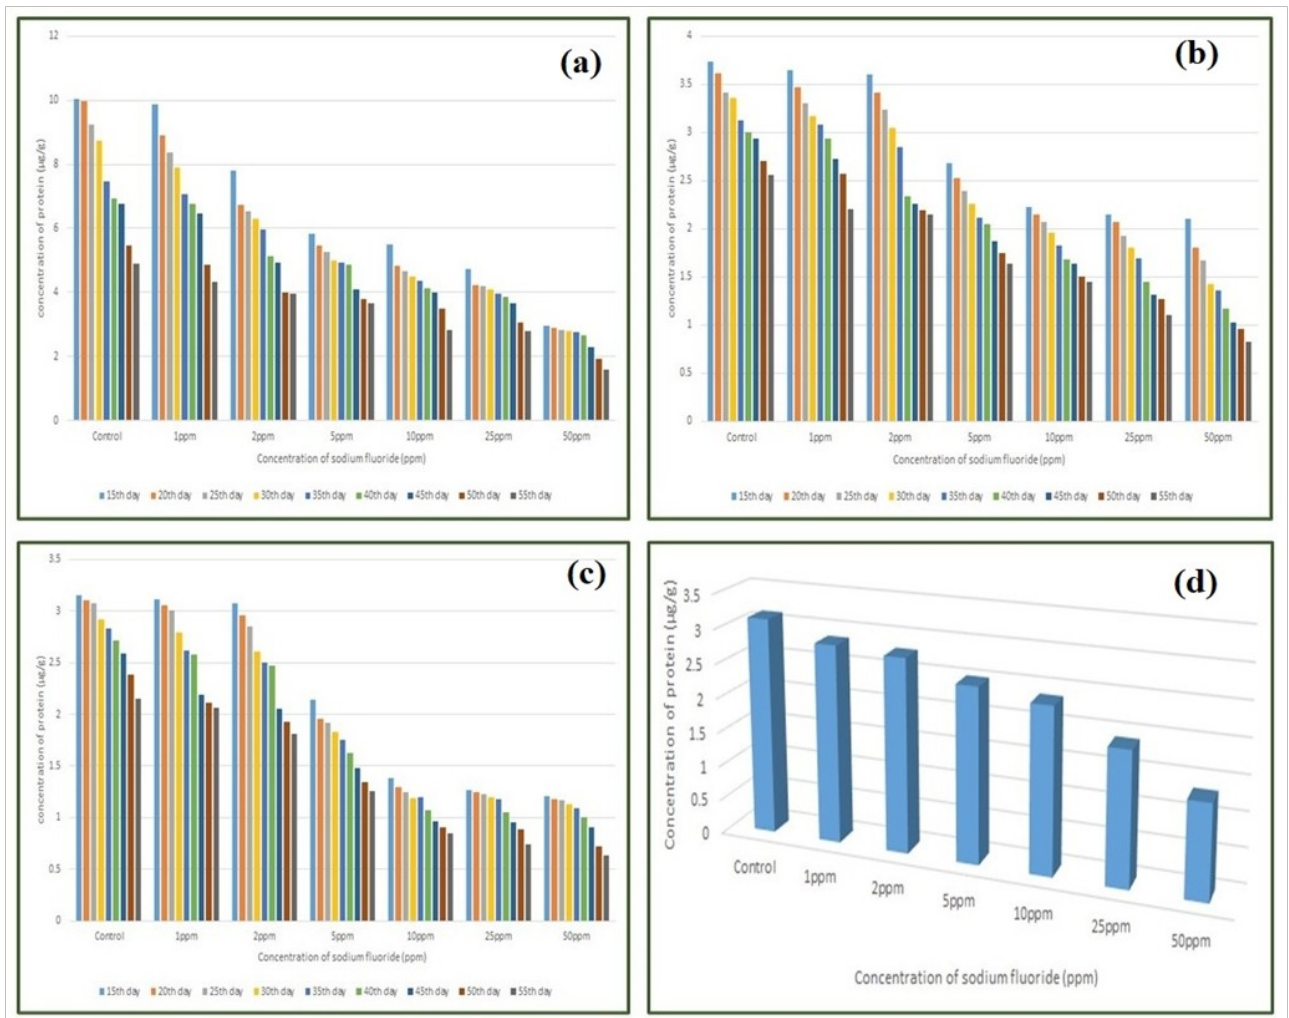 (a)
12
10
8
6
4
2
0
concentration of protein (µg/g)
Control 1ppm 2ppm 5ppm 10ppm 25ppm 50ppm
Concentration of sodium fluoride (ppm)
15th day 20th day 25th day 30th day 35th day 40th day 45th day 50th day 55th day
(b)
4
3.5
3
2.5
2
1.5
1
0.5
0
concentration of protein (µg/g)
Control 1ppm 2ppm 5ppm 10ppm 25ppm 50ppm
Concentration of sodium fluoride (ppm)
15th day 20th day 25th day 30th day 35th day 40th day 45th day 50th day 55th day
(c)
3.5
3
2.5
2
1.5
1
0.5
0
concentration of protein (µg/g)
Control 1ppm 2ppm 5ppm 10ppm 25ppm 50ppm
Concentration of sodium fluoride (ppm)
15th day 20th day 25th day 30th day 35th day 40th day 45th day 50th day 55th day
(d)
3.5
3
2.5
2
1.5
1
0.5
0
Concentration of protein (µg/g)
Control 1ppm 2ppm 5ppm 10ppm 25ppm 50ppm
Concentration of sodium fluoride (ppm)